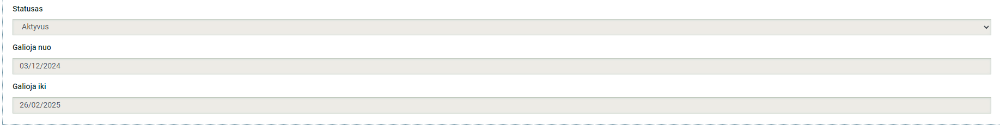 Statusas
Aktyvus
Galioja nuo
03/12/2024
Galioja iki
26/02/2025